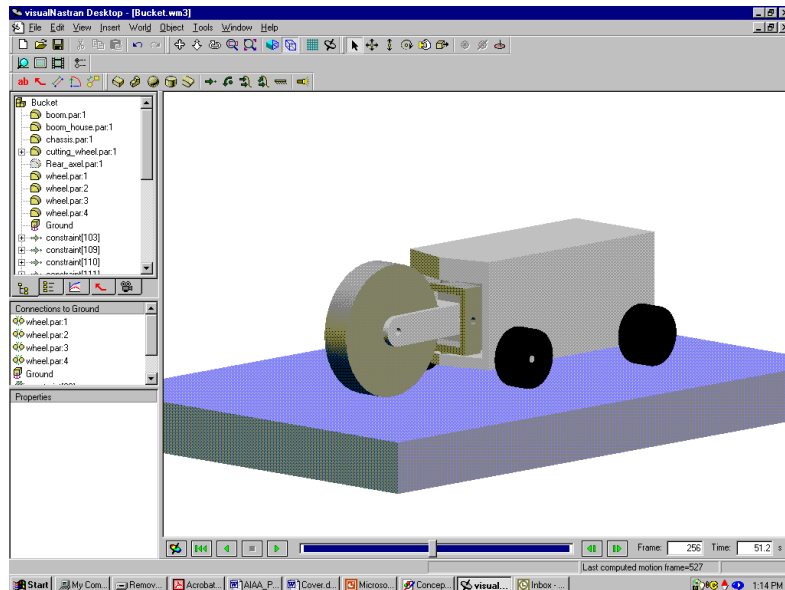 visualNastran Desktop - [Bucket.wm3]
File Edit View Insert World Object Tools Window Help
ab
Bucket
boom.par:1
boom_house.par:1
chassis.par:1
cutting_wheel.par:1
Rear_axel.par:1
wheel.par:1
wheel.par:2
wheel.par:3
wheel.par:4
Ground
constraint[103]
constraint[109]
constraint[110]
constraint[111]
Connections to Ground
wheel.par:1
wheel.par:2
wheel.par:3
wheel.par:4
Ground
Properties
Frame: 256 Time: 51.2 s
Last computed motion frame=527
Start My Com... Remov... Acrobat... AIAA_P... Cover.d... Microso... Concep... visual... Inbox - ... 1:14 PM